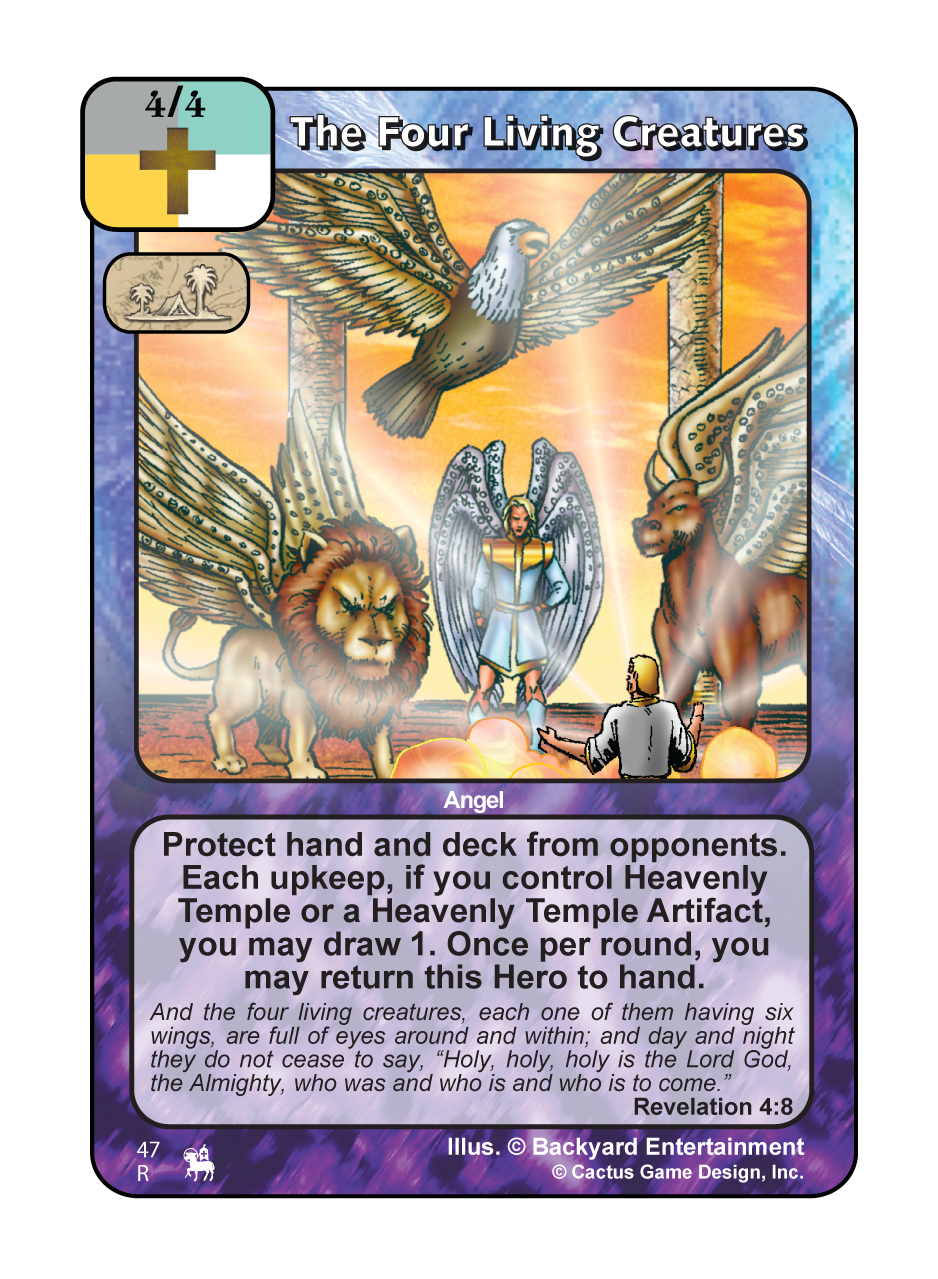 4/4
The Four Living Creatures
Angel
Protect hand and deck from opponents.
Each upkeep, if you control Heavenly
Temple or a Heavenly Temple Artifact,
you may draw 1. Once per round, you
may return this Hero to hand.
And the four living creatures, each one of them having six
wings, are full of eyes around and within; and day and night
they do not cease to say, “Holy, holy, holy is the Lord God,
the Almighty, who was and who is and who is to come.”
Revelation 4:8
47
R
Illus. © Backyard Entertainment
© Cactus Game Design, Inc.